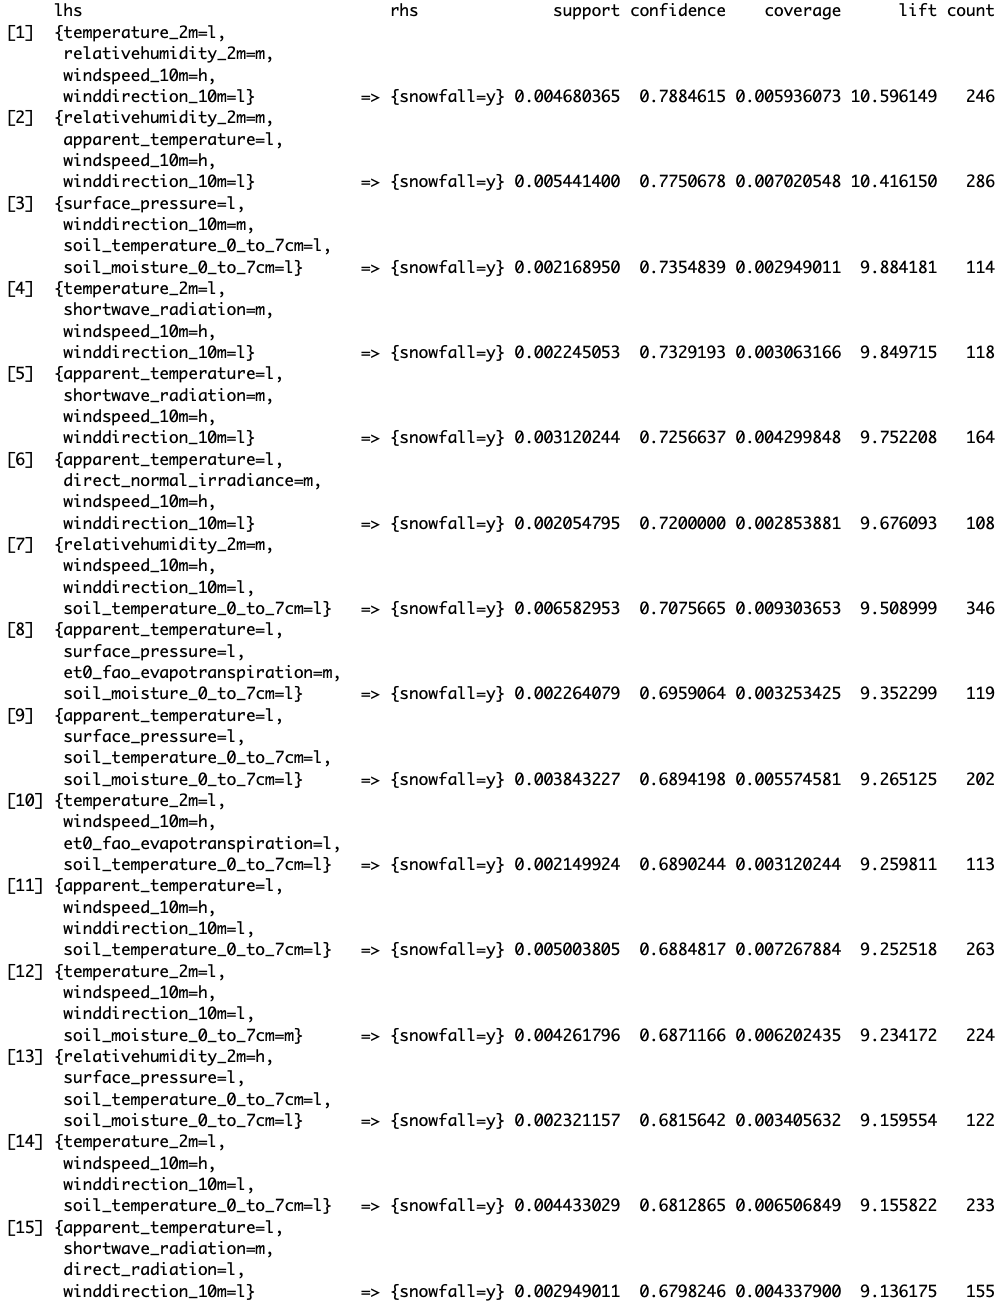 lhs rhs support confidence coverage lift count
[1] {temperature_2m=l,
relativehumidity_2m=m,
windspeed_10m=h,
winddirection_10m=l} => {snowfall=y} 0.004680365 0.7884615 0.005936073 10.596149 246
[2] {relativehumidity_2m=m,
apparent_temperature=l,
windspeed_10m=h,
winddirection_10m=l} => {snowfall=y} 0.005441400 0.7750678 0.007020548 10.416150 286
[3] {surface_pressure=l,
winddirection_10m=m,
soil_temperature_0_to_7cm=l,
soil_moisture_0_to_7cm=l} => {snowfall=y} 0.002168950 0.7354839 0.002949011 9.884181 114
[4] {temperature_2m=l,
shortwave_radiation=m,
windspeed_10m=h,
winddirection_10m=l} => {snowfall=y} 0.002245053 0.7329193 0.003063166 9.849715 118
[5] {apparent_temperature=l,
shortwave_radiation=m,
windspeed_10m=h,
winddirection_10m=l} => {snowfall=y} 0.003120244 0.7256637 0.004299848 9.752208 164
[6] {apparent_temperature=l,
direct_normal_irradiance=m,
windspeed_10m=h,
winddirection_10m=l} => {snowfall=y} 0.002054795 0.7200000 0.002853881 9.676093 108
[7] {relativehumidity_2m=m,
windspeed_10m=h,
winddirection_10m=l,
soil_temperature_0_to_7cm=l} => {snowfall=y} 0.006582953 0.7075665 0.009303653 9.508999 346
[8] {apparent_temperature=l,
surface_pressure=l,
et0_fao_evapotranspiration=m,
soil_moisture_0_to_7cm=l} => {snowfall=y} 0.002264079 0.6959064 0.003253425 9.352299 119
[9] {apparent_temperature=l,
surface_pressure=l,
soil_temperature_0_to_7cm=l,
soil_moisture_0_to_7cm=l} => {snowfall=y} 0.003843227 0.6894198 0.005574581 9.265125 202
[10] {temperature_2m=l,
windspeed_10m=h,
et0_fao_evapotranspiration=l,
soil_temperature_0_to_7cm=l} => {snowfall=y} 0.002149924 0.6890244 0.003120244 9.259811 113
[11] {apparent_temperature=l,
windspeed_10m=h,
winddirection_10m=l,
soil_temperature_0_to_7cm=l} => {snowfall=y} 0.005003805 0.6884817 0.007267884 9.252518 263
[12] {temperature_2m=l,
windspeed_10m=h,
winddirection_10m=l,
soil_moisture_0_to_7cm=m} => {snowfall=y} 0.004261796 0.6871166 0.006202435 9.234172 224
[13] {relativehumidity_2m=h,
surface_pressure=l,
soil_temperature_0_to_7cm=l,
soil_moisture_0_to_7cm=l} => {snowfall=y} 0.002321157 0.6815642 0.003405632 9.159554 122
[14] {temperature_2m=l,
windspeed_10m=h,
winddirection_10m=l,
soil_temperature_0_to_7cm=l} => {snowfall=y} 0.004433029 0.6812865 0.006506849 9.155822 233
[15] {apparent_temperature=l,
shortwave_radiation=m,
direct_radiation=l,
winddirection_10m=l} => {snowfall=y} 0.002949011 0.6798246 0.004337900 9.136175 155